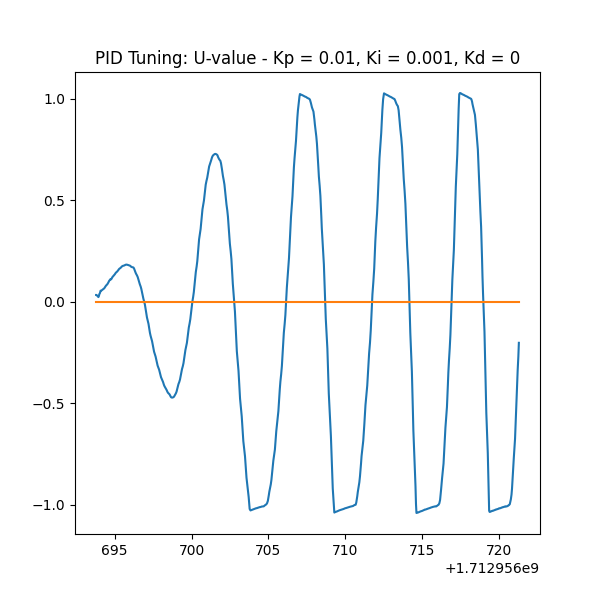 PID Tuning: U-value - Kp = 0.01, Ki = 0.001, Kd = 0
1.0
0.5
0.0
−0.5
−1.0
695 700 705 710 715 720
+1.712956e9